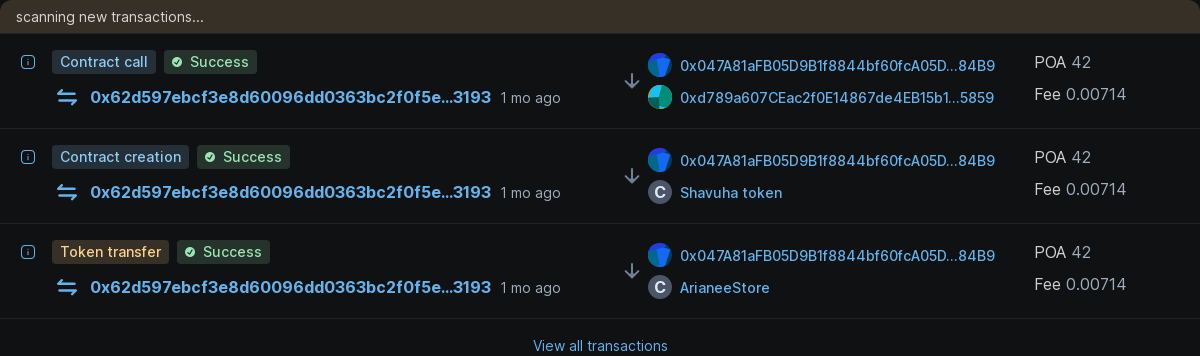 scanning new transactions...
Contract call Success
0x62d597ebcf3e8d60096dd0363bc2f0f5e...3193 1 mo ago
0x047A81aFB05D9B1f8844bf60fcA05D...84B9
0xd789a607CEac2f0E14867de4EB15b1...5859
POA 42
Fee 0.00714
Contract creation Success
0x62d597ebcf3e8d60096dd0363bc2f0f5e...3193 1 mo ago
0x047A81aFB05D9B1f8844bf60fcA05D...84B9
C Shavuha token
POA 42
Fee 0.00714
Token transfer Success
0x62d597ebcf3e8d60096dd0363bc2f0f5e...3193 1 mo ago
0x047A81aFB05D9B1f8844bf60fcA05D...84B9
C ArianeeStore
POA 42
Fee 0.00714
View all transactions